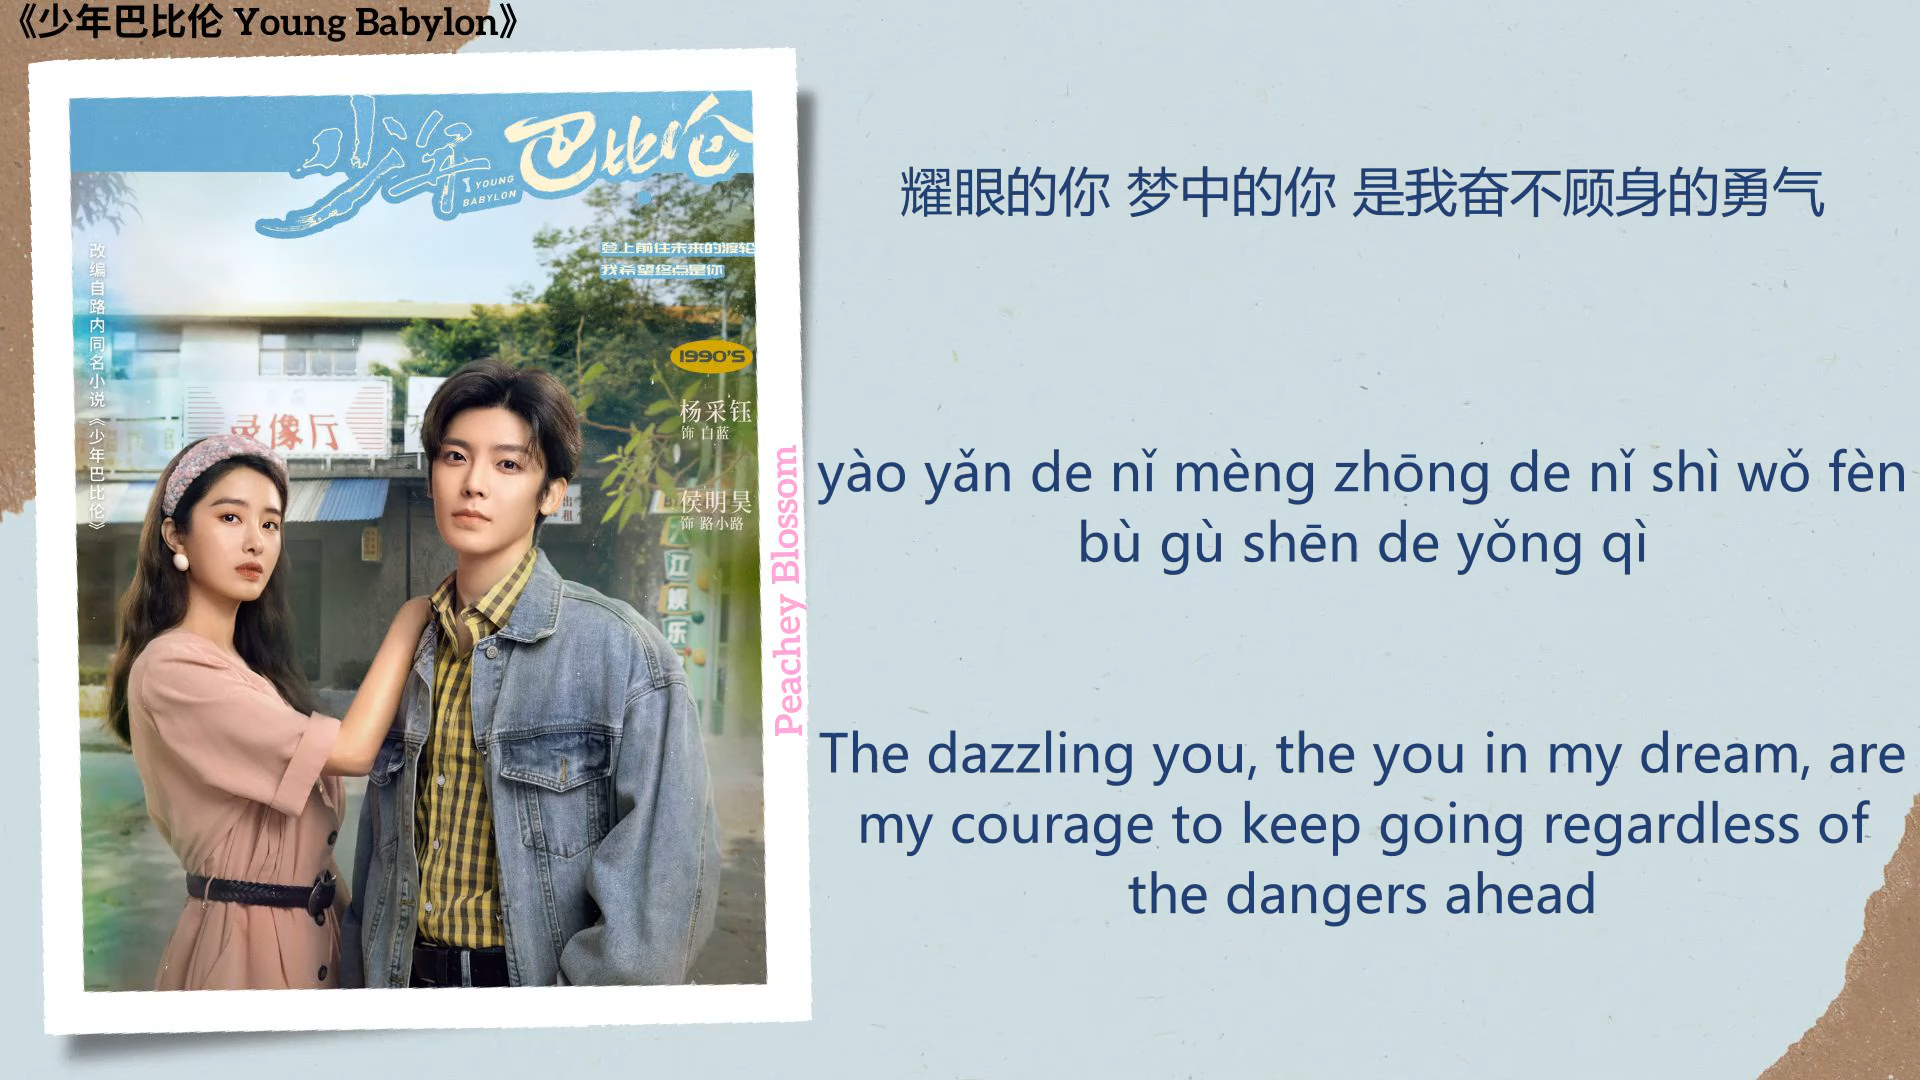 《少年巴比伦 Young Babylon》
少年巴比伦
YOUNG
BABYLON
登上前往未来的渡轮
我希望终点是你
改编自路内同名小说《少年巴比伦》
1990'S
杨采钰
饰 白蓝
侯明昊
饰 路小路
录像厅
出租
江娱乐
Peachey Blossom
耀眼的你 梦中的你 是我奋不顾身的勇气
yào yǎn de nǐ mèng zhōng de nǐ shì wǒ fèn
bù gù shēn de yǒng qì
The dazzling you, the you in my dream, are
my courage to keep going regardless of
the dangers ahead